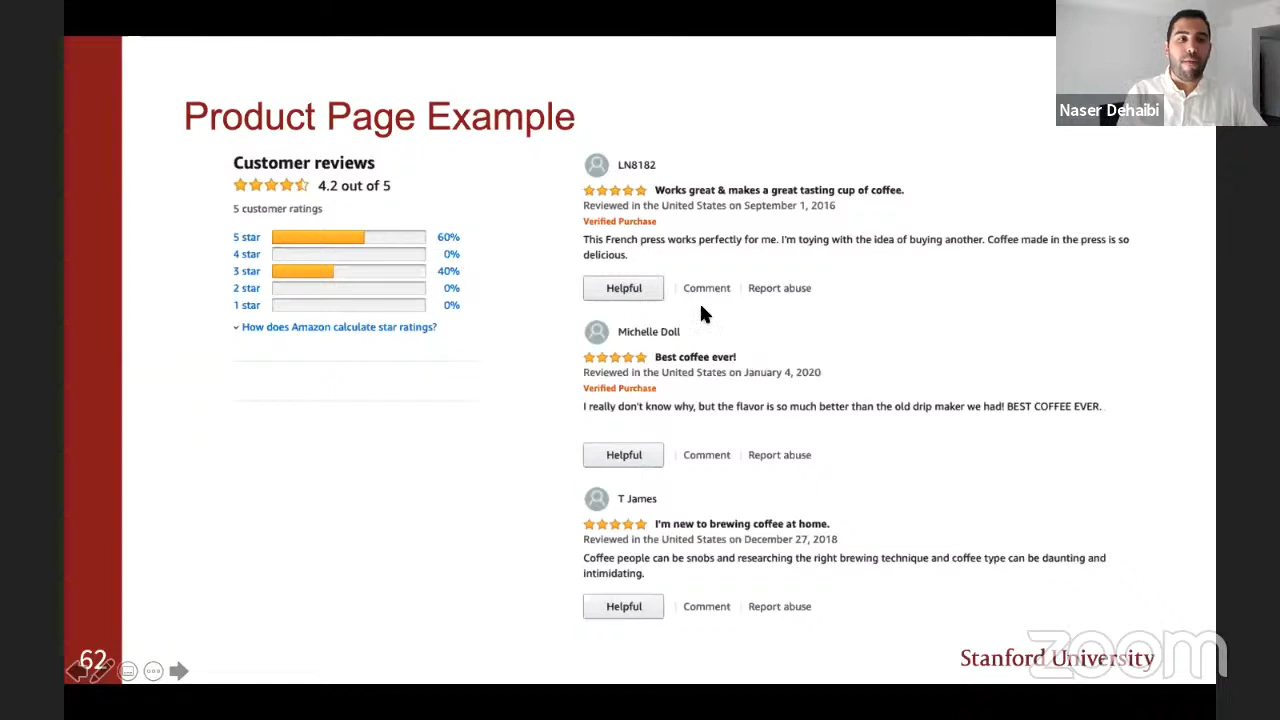 Naser Dehaibi
Product Page Example
Customer reviews
4.2 out of 5
5 customer ratings
5 star 60%
4 star 0%
3 star 40%
2 star 0%
1 star 0%
How does Amazon calculate star ratings?
LN8182
Works great & makes a great tasting cup of coffee.
Reviewed in the United States on September 1, 2016
Verified Purchase
This French press works perfectly for me. I'm toying with the idea of buying another. Coffee made in the press is so
delicious.
Helpful Comment Report abuse
Michelle Doll
Best coffee ever!
Reviewed in the United States on January 4, 2020
Verified Purchase
I really don't know why, but the flavor is so much better than the old drip maker we had! BEST COFFEE EVER.
Helpful Comment Report abuse
T James
I'm new to brewing coffee at home.
Reviewed in the United States on December 27, 2018
Coffee people can be snobs and researching the right brewing technique and coffee type can be daunting and
intimidating.
Helpful Comment Report abuse
62
Stanford University
zoom